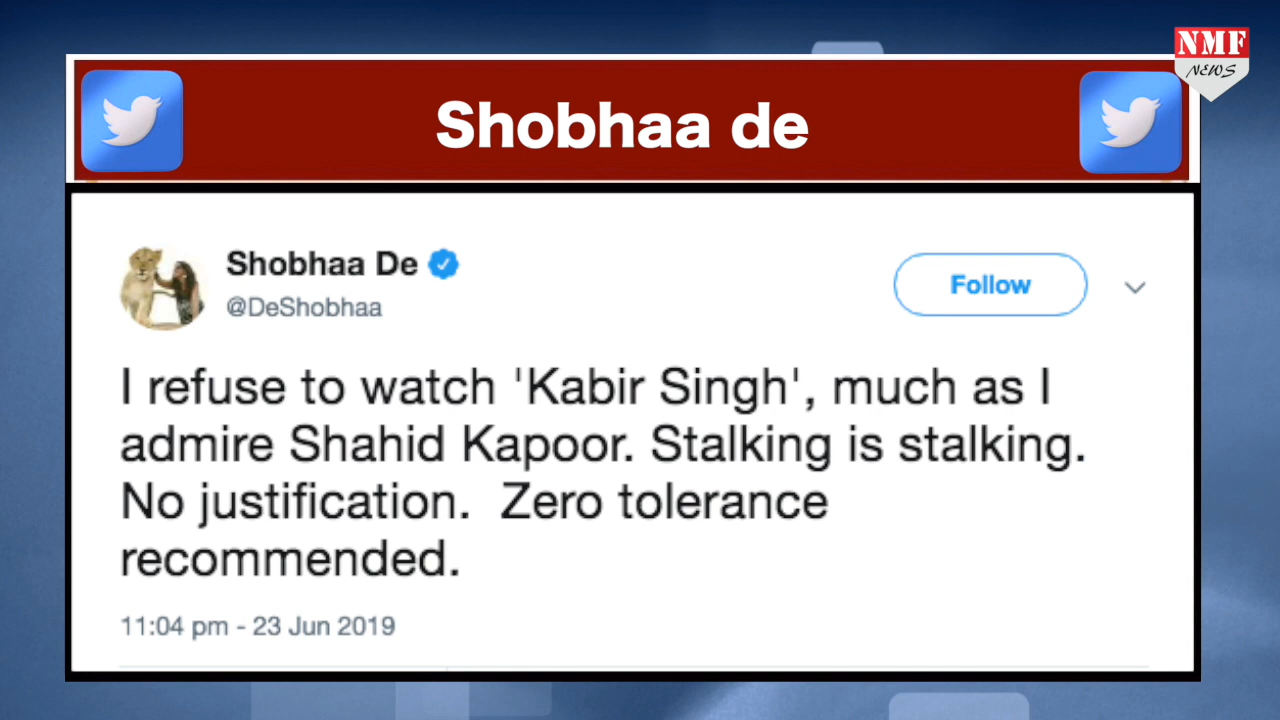 NMF
NEWS
Shobhaa de
Shobhaa De
@DeShobhaa
Follow
I refuse to watch 'Kabir Singh', much as I
admire Shahid Kapoor. Stalking is stalking.
No justification.  Zero tolerance
recommended.
11:04 pm - 23 Jun 2019